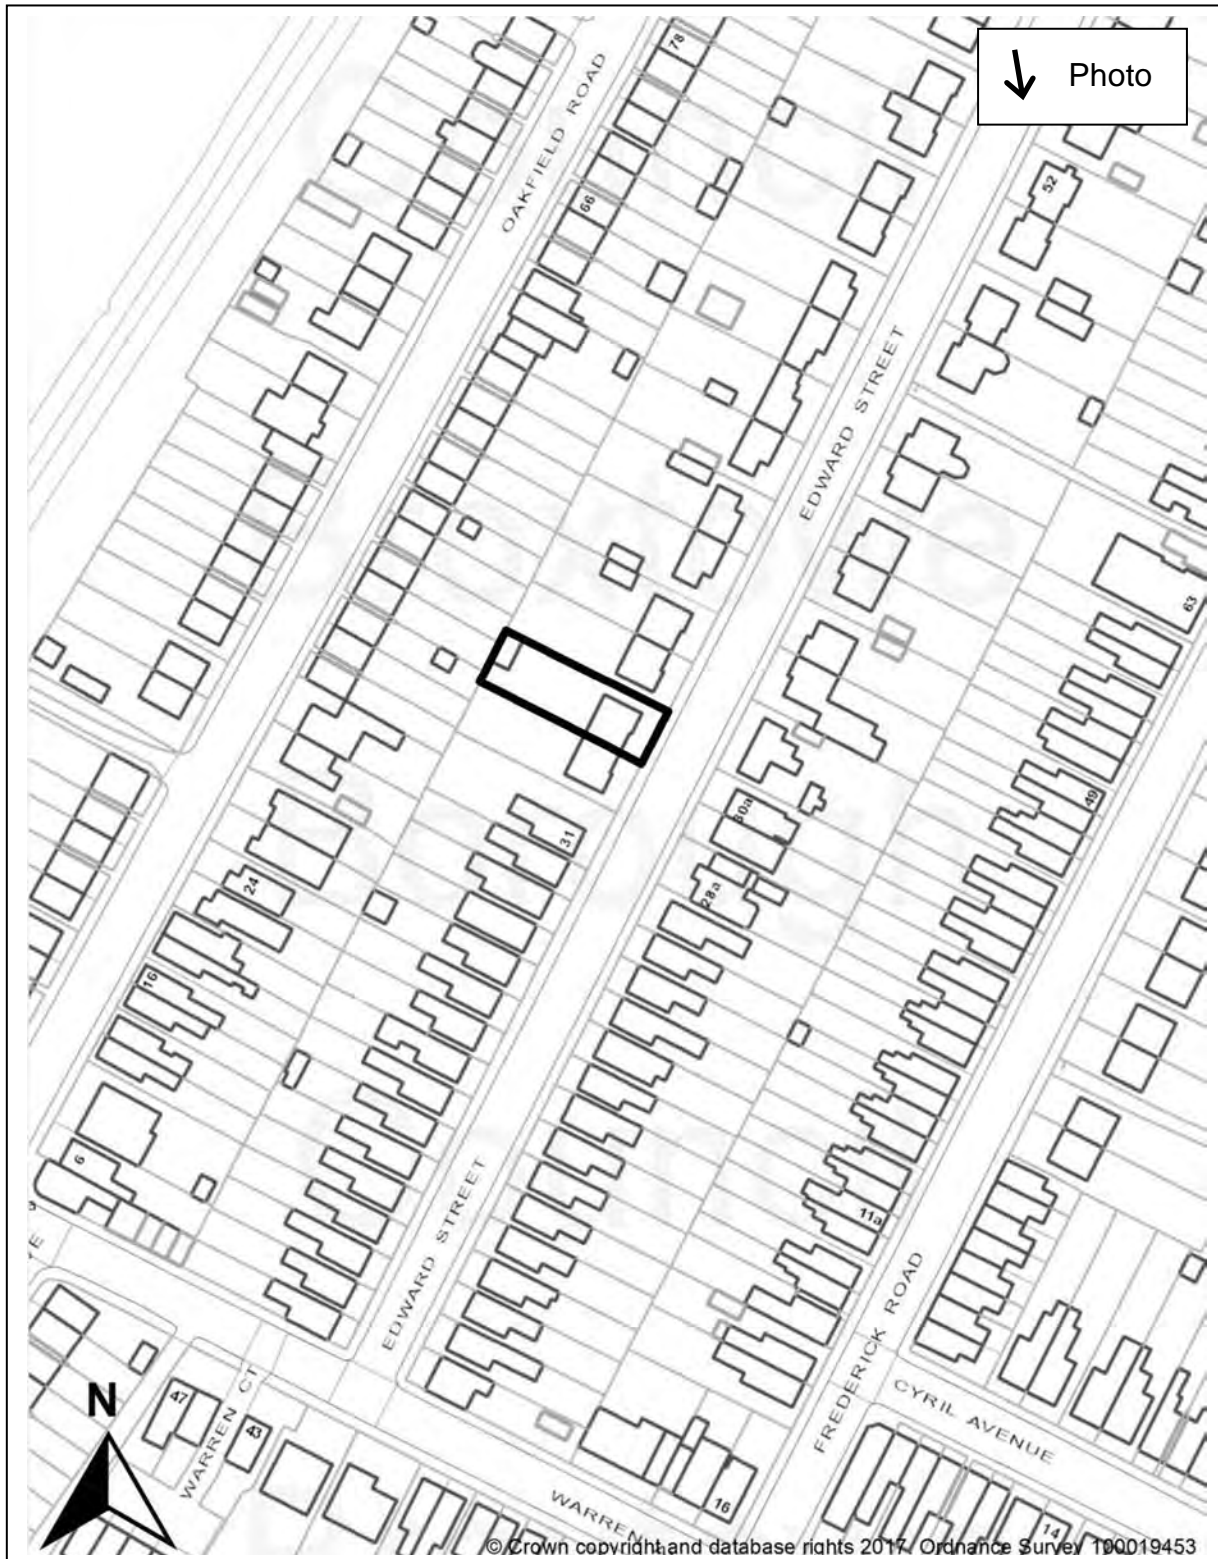 78
Photo
OAKFIELD ROAD
66
52
EDWARD STREET
63
30a
49
31
28a
24
16
6
11a
EDWARD STREET
FREDERICK ROAD
N
47
43
WARREN CT
CYRIL AVENUE
WARREN
16
14
© Crown copyright and database rights 2017. Ordnance Survey 100019453